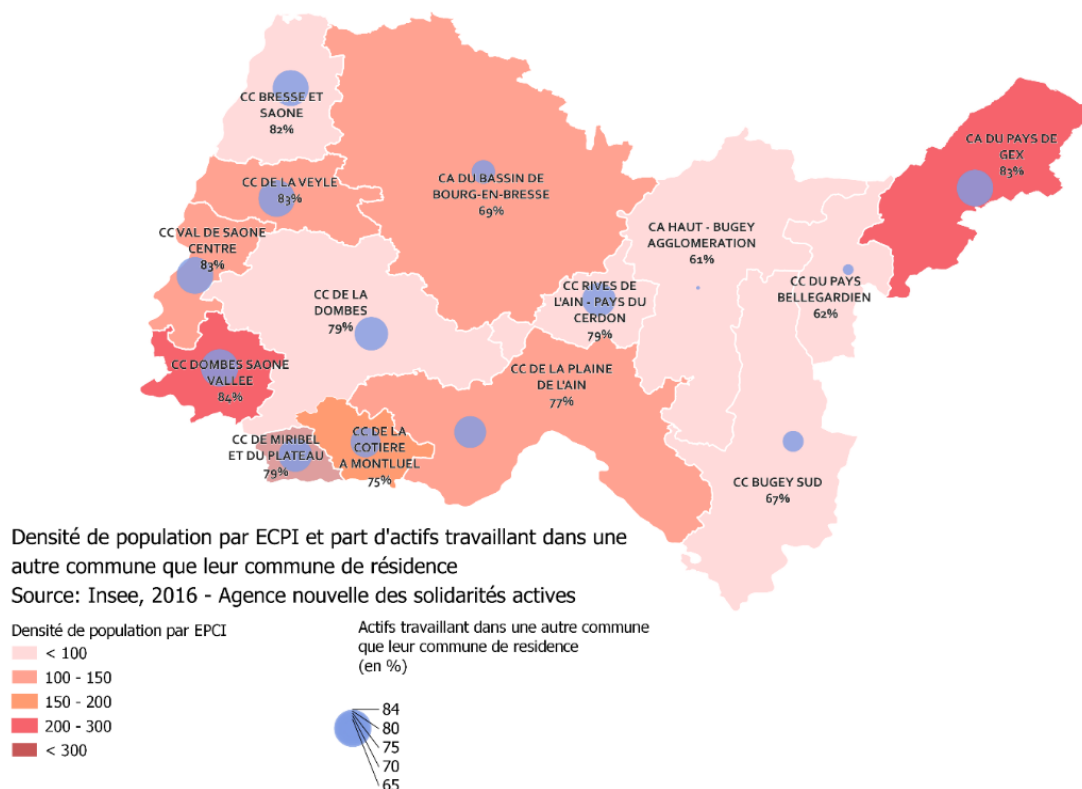 CC BRESSE ET
SAONE
82%
CC DE LA VEYLE
83%
CC VAL DE SAONE
CENTRE
83%
CA DU BASSIN DE
BOURG-EN-BRESSE
69%
CA DU PAYS DE
GEX
83%
CA HAUT - BUGEY
AGGLOMERATION
61%
CC DU PAYS
BELLEGARDIEN
62%
CC RIVES DE
L'AIN - PAYS DU
CERDON
79%
CC DE LA
DOMBES
79%
CC DOMBES SAONE
VALLEE
84%
CC DE LA PLAINE
DE L'AIN
77%
CC DE MIRIBEL
ET DU PLATEAU
79%
CC DE LA
COTIERE
A MONTLUEL
75%
CC BUGEY SUD
67%
Densité de population par ECPI et part d'actifs travaillant dans une
autre commune que leur commune de résidence
Source: Insee, 2016 - Agence nouvelle des solidarités actives
Densité de population par EPCI
< 100
100 - 150
150 - 200
200 - 300
< 300
Actifs travaillant dans une autre commune
que leur commune de residence
(en %)
84
80
75
70
65